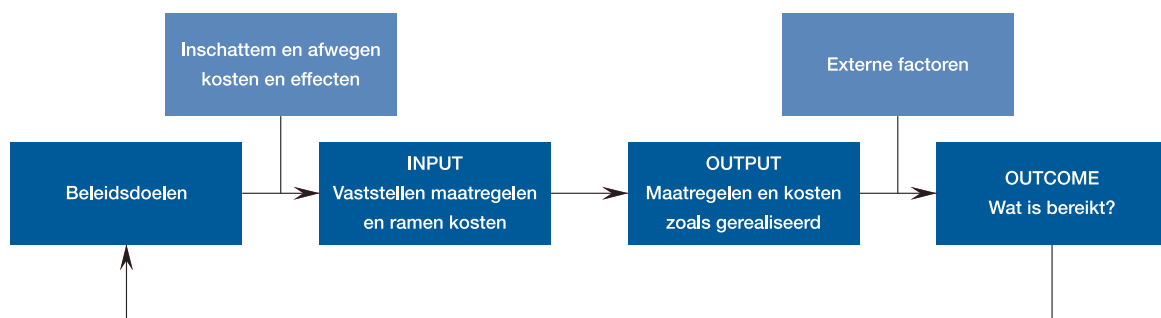 Inschattem en afwegen
kosten en effecten
Externe factoren
Beleidsdoelen
INPUT
Vaststellen maatregelen
en ramen kosten
OUTPUT
Maatregelen en kosten
zoals gerealiseerd
OUTCOME
Wat is bereikt?